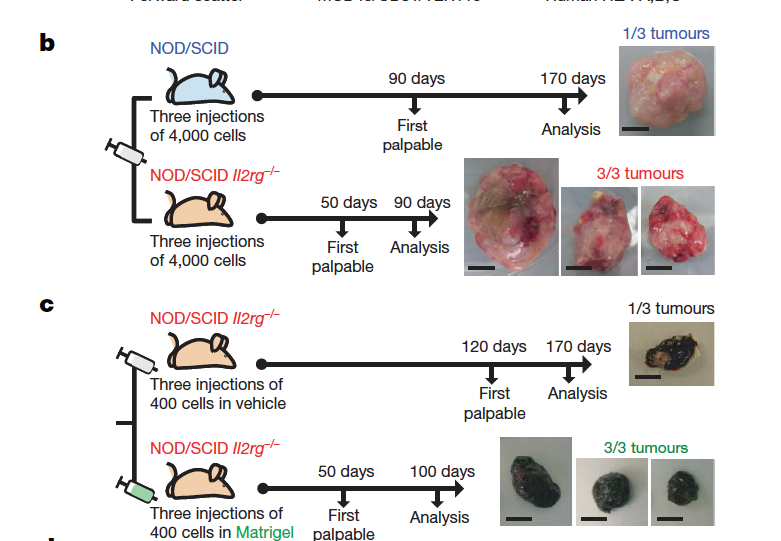 b
NOD/SCID
Three injections
of 4,000 cells
90 days
170 days
First
palpable
Analysis
1/3 tumours
NOD/SCID Il2rg–/–
Three injections
of 4,000 cells
50 days
90 days
First
palpable
Analysis
3/3 tumours
c
NOD/SCID Il2rg–/–
Three injections of
400 cells in vehicle
120 days
170 days
First
palpable
Analysis
1/3 tumours
NOD/SCID Il2rg–/–
Three injections of
400 cells in Matrigel
50 days
100 days
First
palpable
Analysis
3/3 tumours